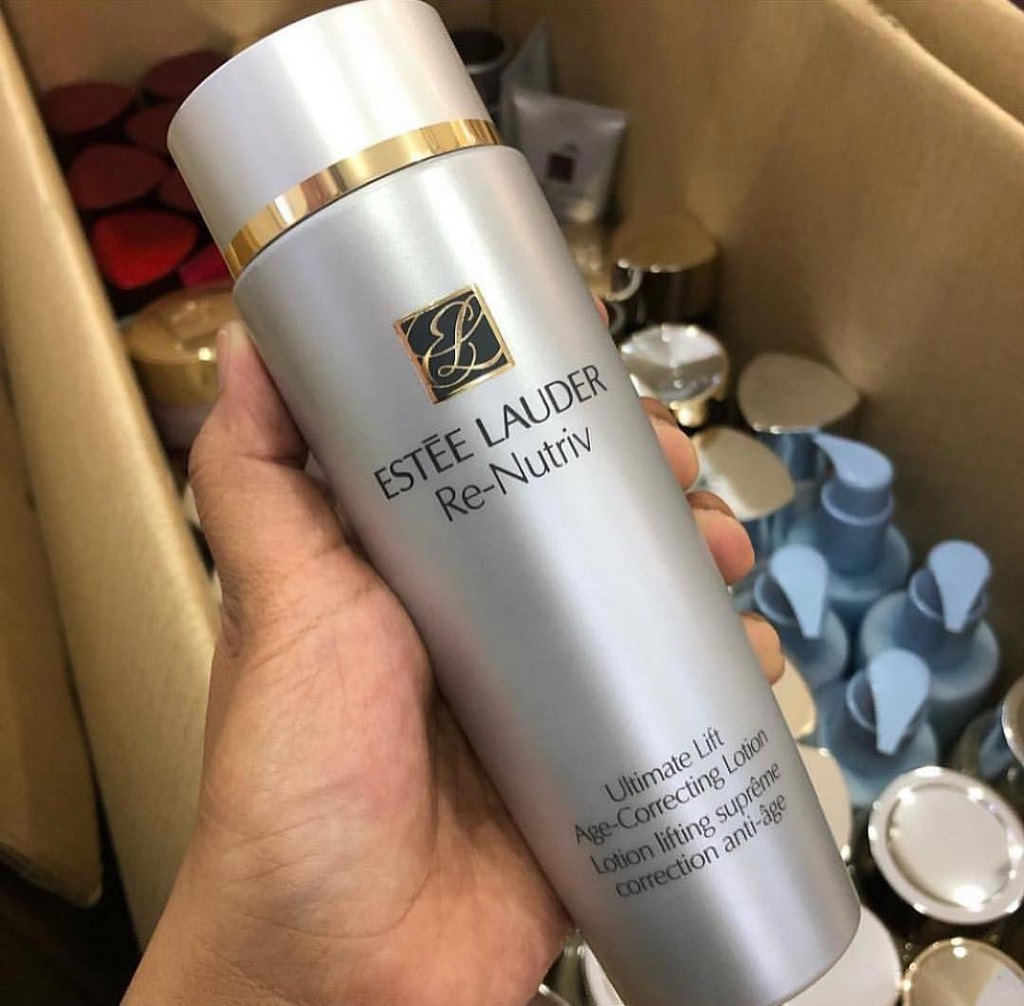 EL
ESTĒE LAUDER
Re-Nutriv
Ultimate Lift
Age-Correcting Lotion
Lotion lifting suprême
correction anti-âge